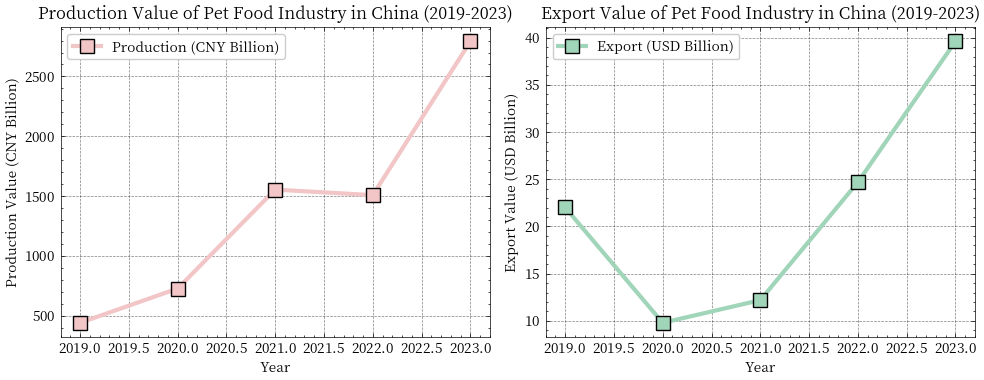 Production Value of Pet Food Industry in China (2019-2023)
Production (CNY Billion)
Production Value (CNY Billion)
2500
2000
1500
1000
500
2019.0 2019.5 2020.0 2020.5 2021.0 2021.5 2022.0 2022.5 2023.0
Year
Export Value of Pet Food Industry in China (2019-2023)
Export (USD Billion)
Export Value (USD Billion)
40
35
30
25
20
15
10
2019.0 2019.5 2020.0 2020.5 2021.0 2021.5 2022.0 2022.5 2023.0
Year